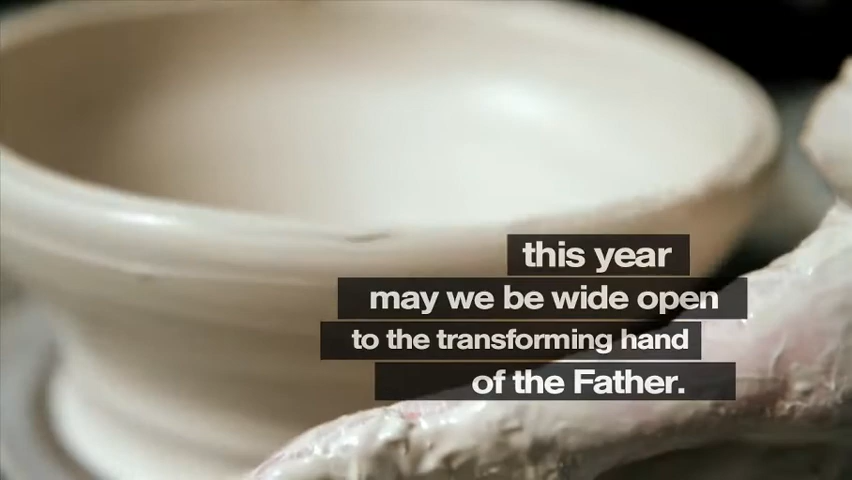 this year
may we be wide open
to the transforming hand
of the Father.